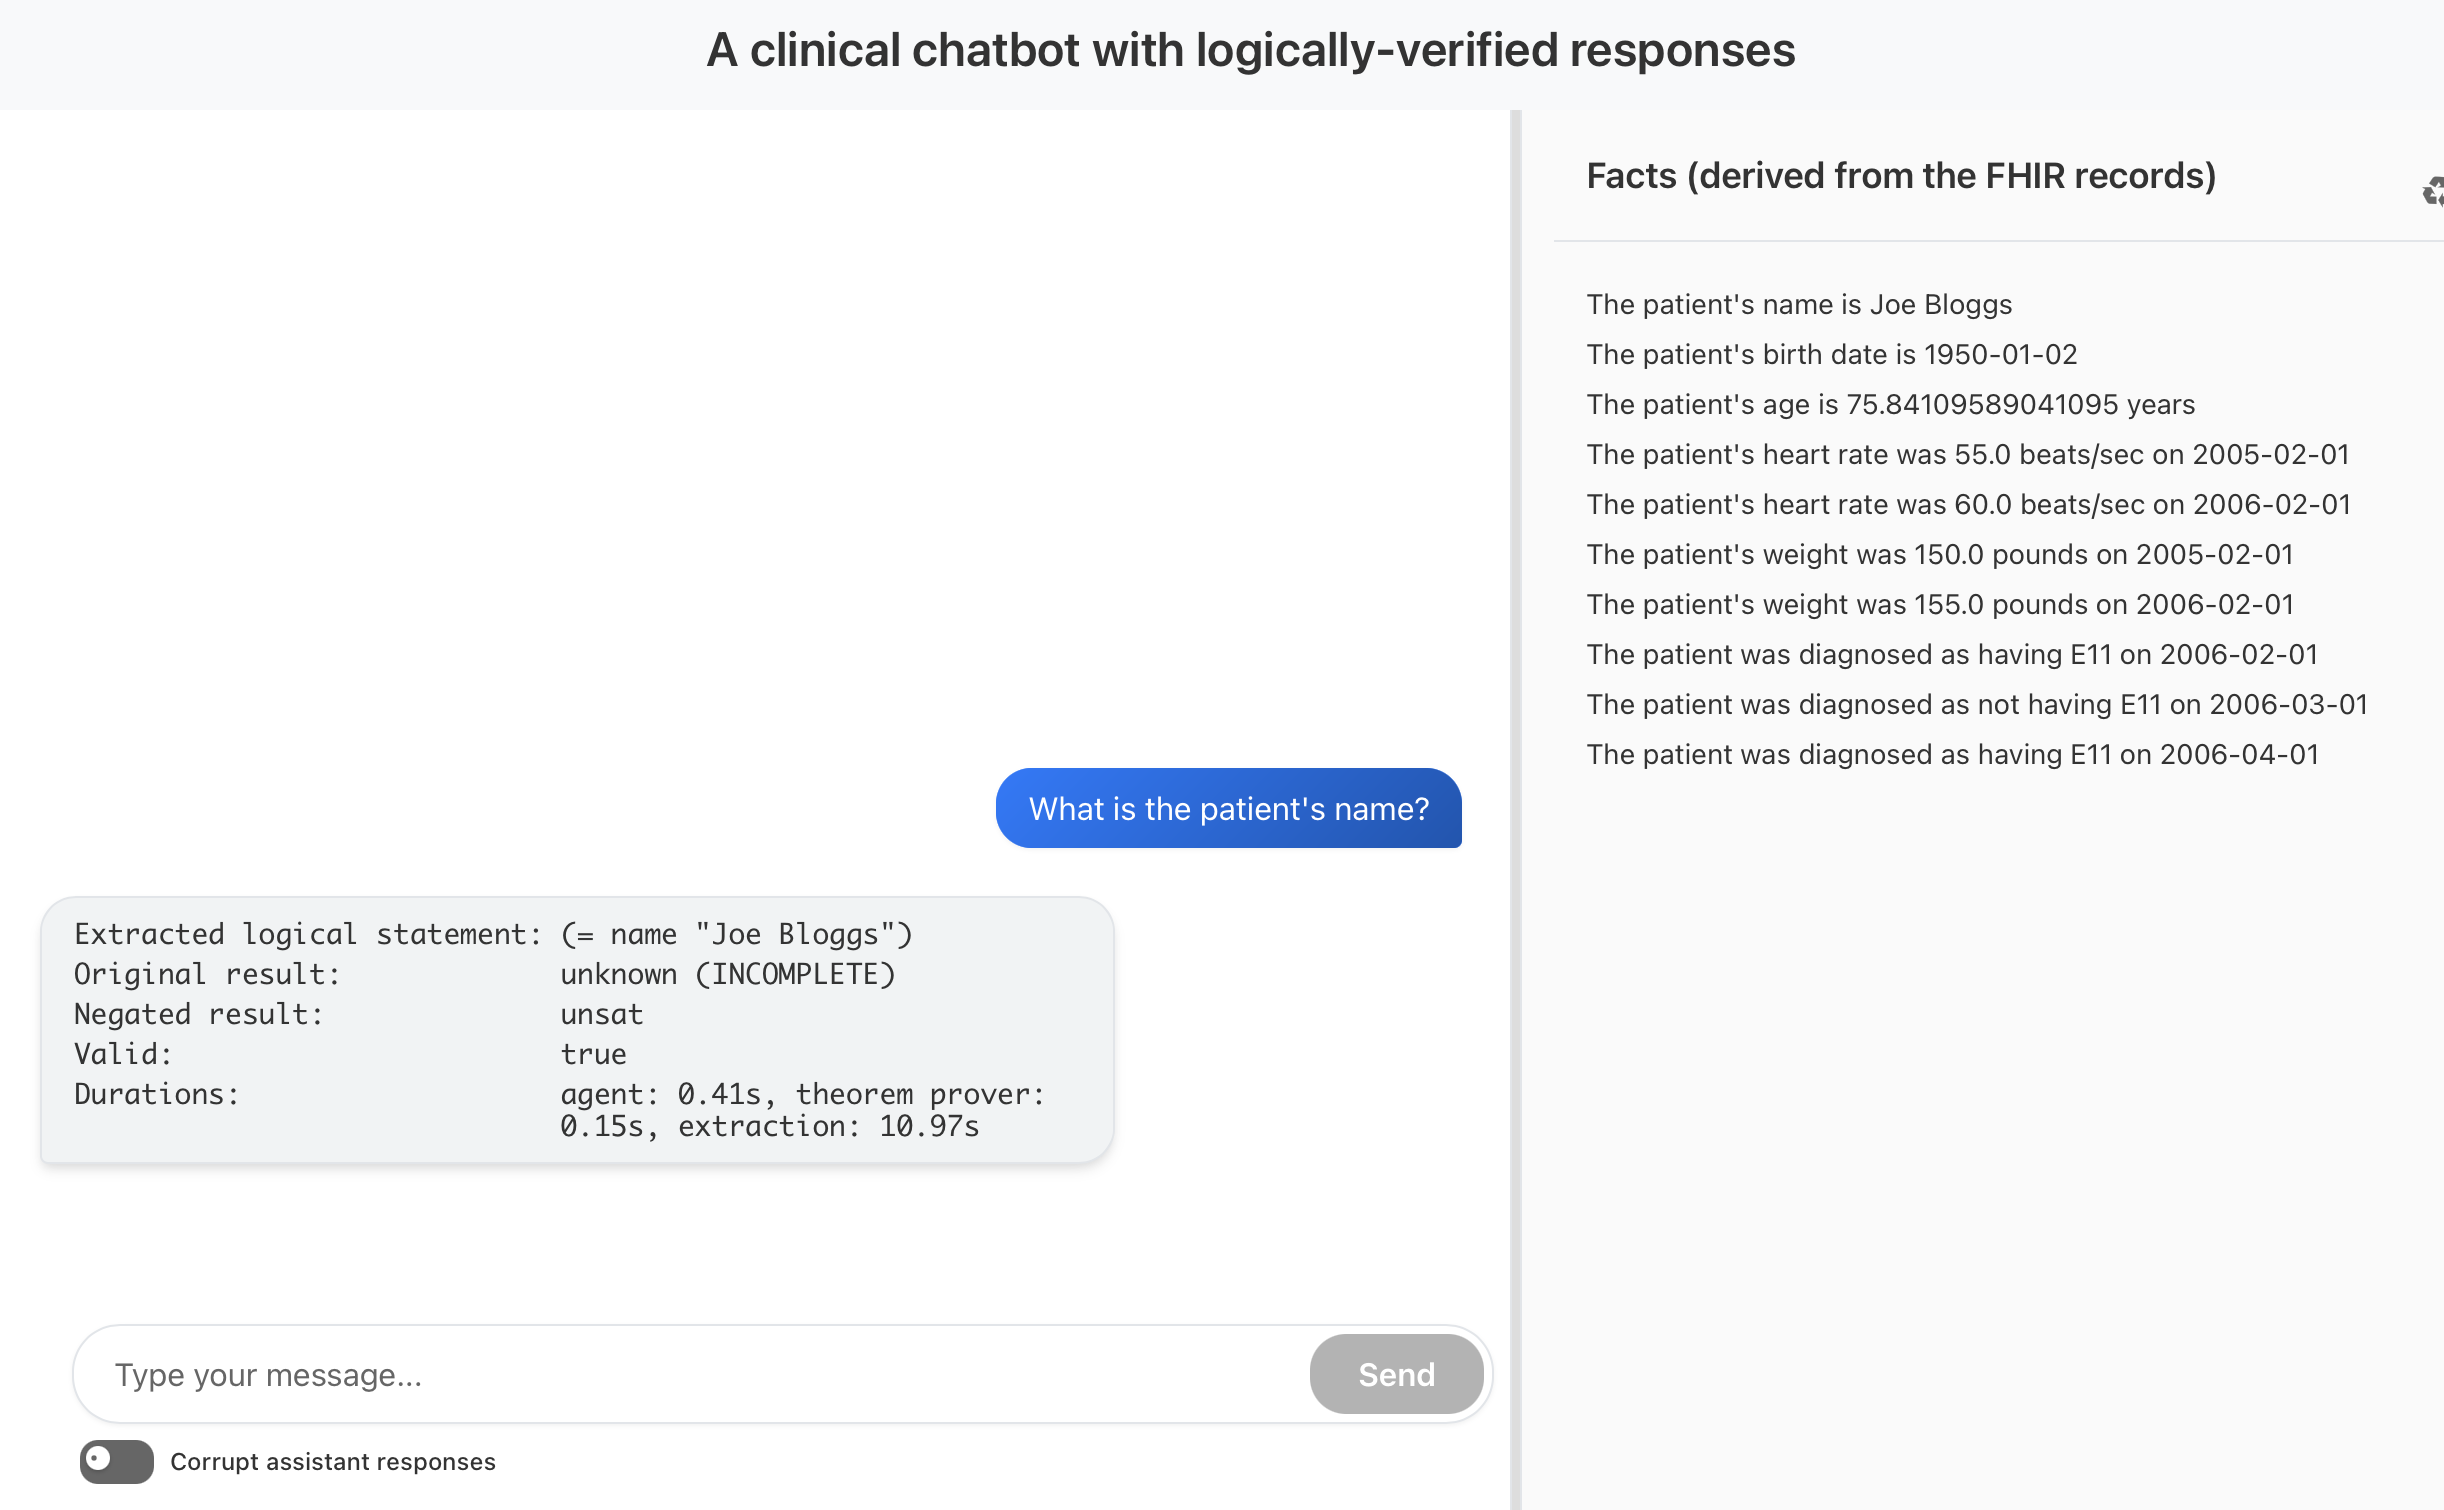 A clinical chatbot with logically-verified responses
What is the patient's name?
Extracted logical statement: (= name "Joe Bloggs")
Original result: unknown (INCOMPLETE)
Negated result: unsat
Valid: true
Durations: agent: 0.41s, theorem prover:
0.15s, extraction: 10.97s
Type your message...
Send
Corrupt assistant responses
Facts (derived from the FHIR records)
The patient's name is Joe Bloggs
The patient's birth date is 1950-01-02
The patient's age is 75.84109589041095 years
The patient's heart rate was 55.0 beats/sec on 2005-02-01
The patient's heart rate was 60.0 beats/sec on 2006-02-01
The patient's weight was 150.0 pounds on 2005-02-01
The patient's weight was 155.0 pounds on 2006-02-01
The patient was diagnosed as having E11 on 2006-02-01
The patient was diagnosed as not having E11 on 2006-03-01
The patient was diagnosed as having E11 on 2006-04-01